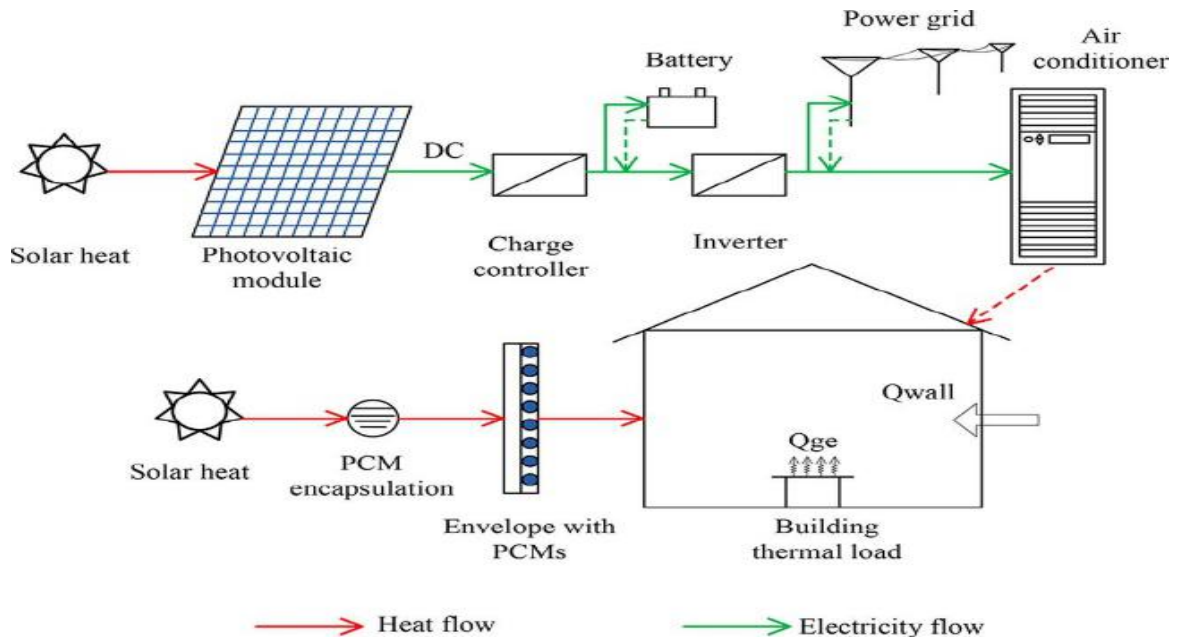 Power grid
Air
conditioner
Battery
DC
Solar heat
Photovoltaic
module
Charge
controller
Inverter
Qwall
Qge
Solar heat
PCM
encapsulation
Envelope with
PCMs
Building
thermal load
Heat flow
Electricity flow